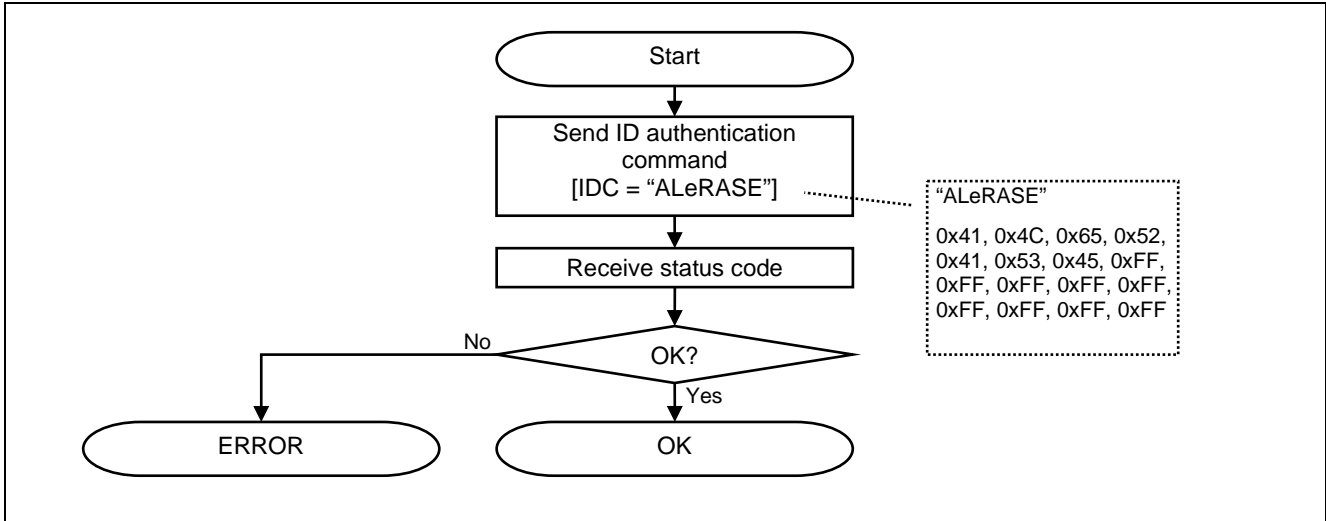 Start
Send ID authentication
command
[IDC = “ALeRASE”]
“ALeRASE”
0x41, 0x4C, 0x65, 0x52,
0x41, 0x53, 0x45, 0xFF,
0xFF, 0xFF, 0xFF, 0xFF,
0xFF, 0xFF, 0xFF, 0xFF
Receive status code
OK?
No
Yes
ERROR
OK